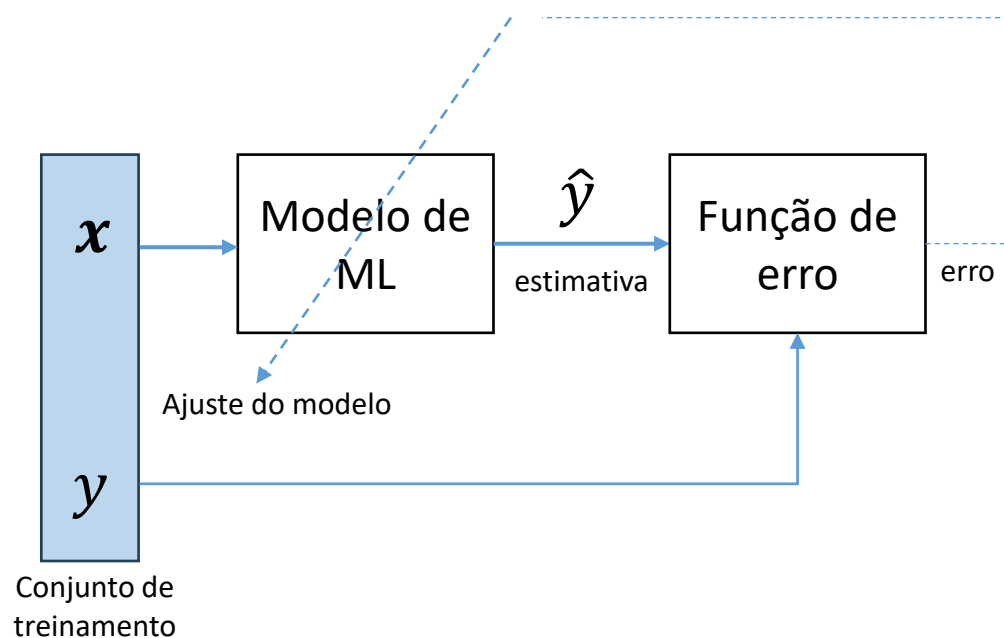 x
Modelo de
ML
ŷ
estimativa
Função de
erro
erro
Ajuste do modelo
y
Conjunto de
treinamento